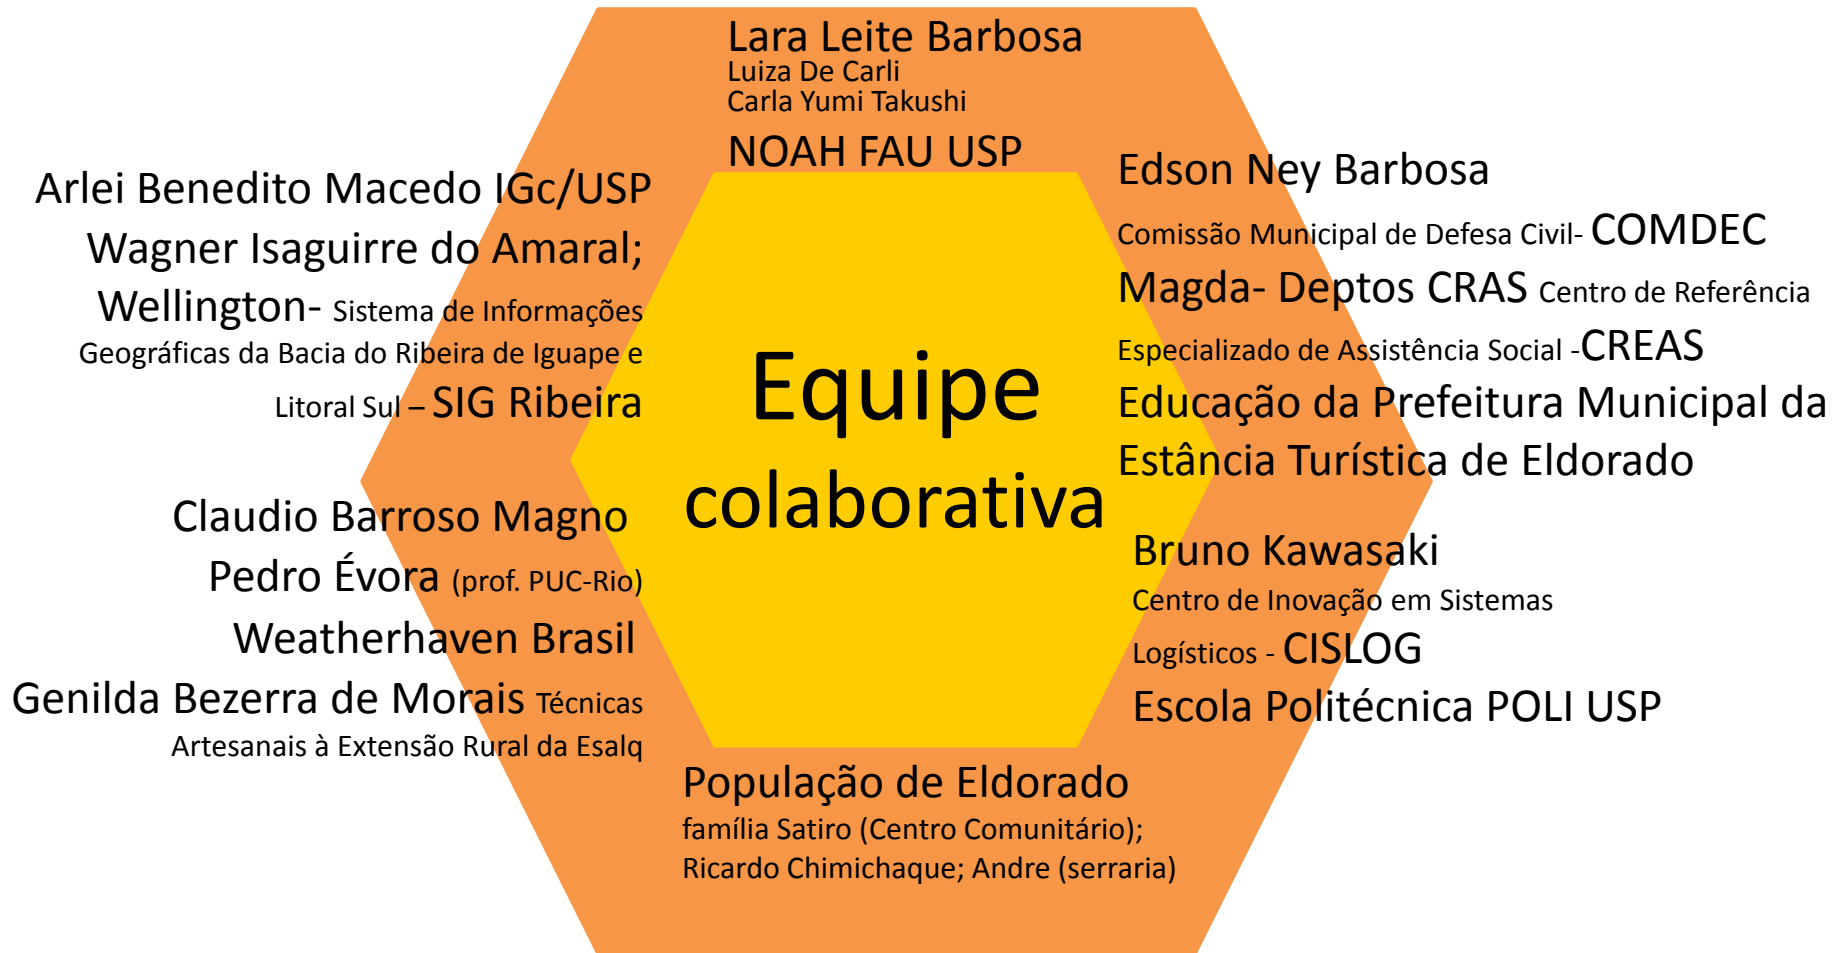 Lara Leite Barbosa
Luiza De Carli
Carla Yumi Takushi
NOAH FAU USP
Arlei Benedito Macedo IGc/USP
Wagner Isaguirre do Amaral;
Wellington- Sistema de Informações
Geográficas da Bacia do Ribeira de Iguape e
Litoral Sul – SIG Ribeira
Claudio Barroso Magno
Pedro Évora (prof. PUC-Rio)
Weatherhaven Brasil
Genilda Bezerra de Morais Técnicas
Artesanais à Extensão Rural da Esalq
Equipe
colaborativa
Edson Ney Barbosa
Comissão Municipal de Defesa Civil- COMDEC
Magda- Deptos CRAS Centro de Referência
Especializado de Assistência Social -CREAS
Educação da Prefeitura Municipal da
Estância Turística de Eldorado
Bruno Kawasaki
Centro de Inovação em Sistemas
Logísticos - CISLOG
Escola Politécnica POLI USP
População de Eldorado
família Satiro (Centro Comunitário);
Ricardo Chimichaque; Andre (serraria)